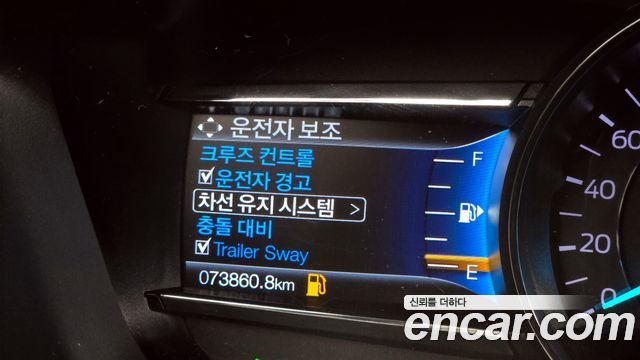 운전자 보조
크루즈 컨트롤
운전자 경고
차선 유지 시스템 >
충돌 대비
Trailer Sway
073860.8km
F
E
60
40
20
0
신뢰를 더하다
encar.com